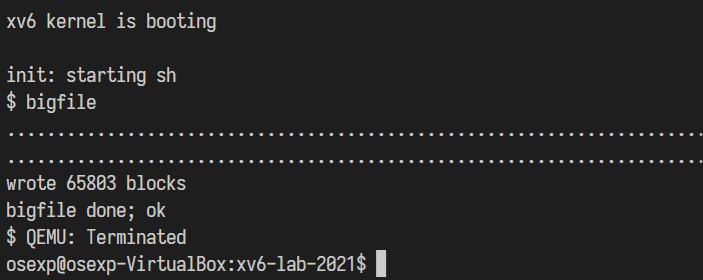 xv6 kernel is booting
init: starting sh
$ bigfile
......................................................................
......................................................................
wrote 65803 blocks
bigfile done; ok
$ QEMU: Terminated
osexp@osexp-VirtualBox:xv6-lab-2021$